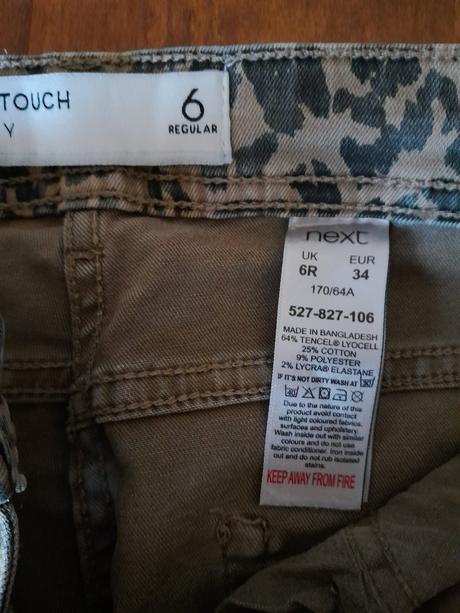 TOUCH
Y
6
REGULAR
next
UK EUR
6R 34
170/64A
527-827-106
MADE IN BANGLADESH
64% TENCEL® LYOCELL
25% COTTON
9% POLYESTER
2% LYCRA® ELASTANE
IF IT'S NOT DIRTY WASH AT
Due to the nature of this
product avoid contact
with light coloured fabrics,
surfaces and upholstery.
Wash inside out with similar
colours and do not use
fabric conditioner. Iron inside
out and do not rub isolated
stains.
KEEP AWAY FROM FIRE